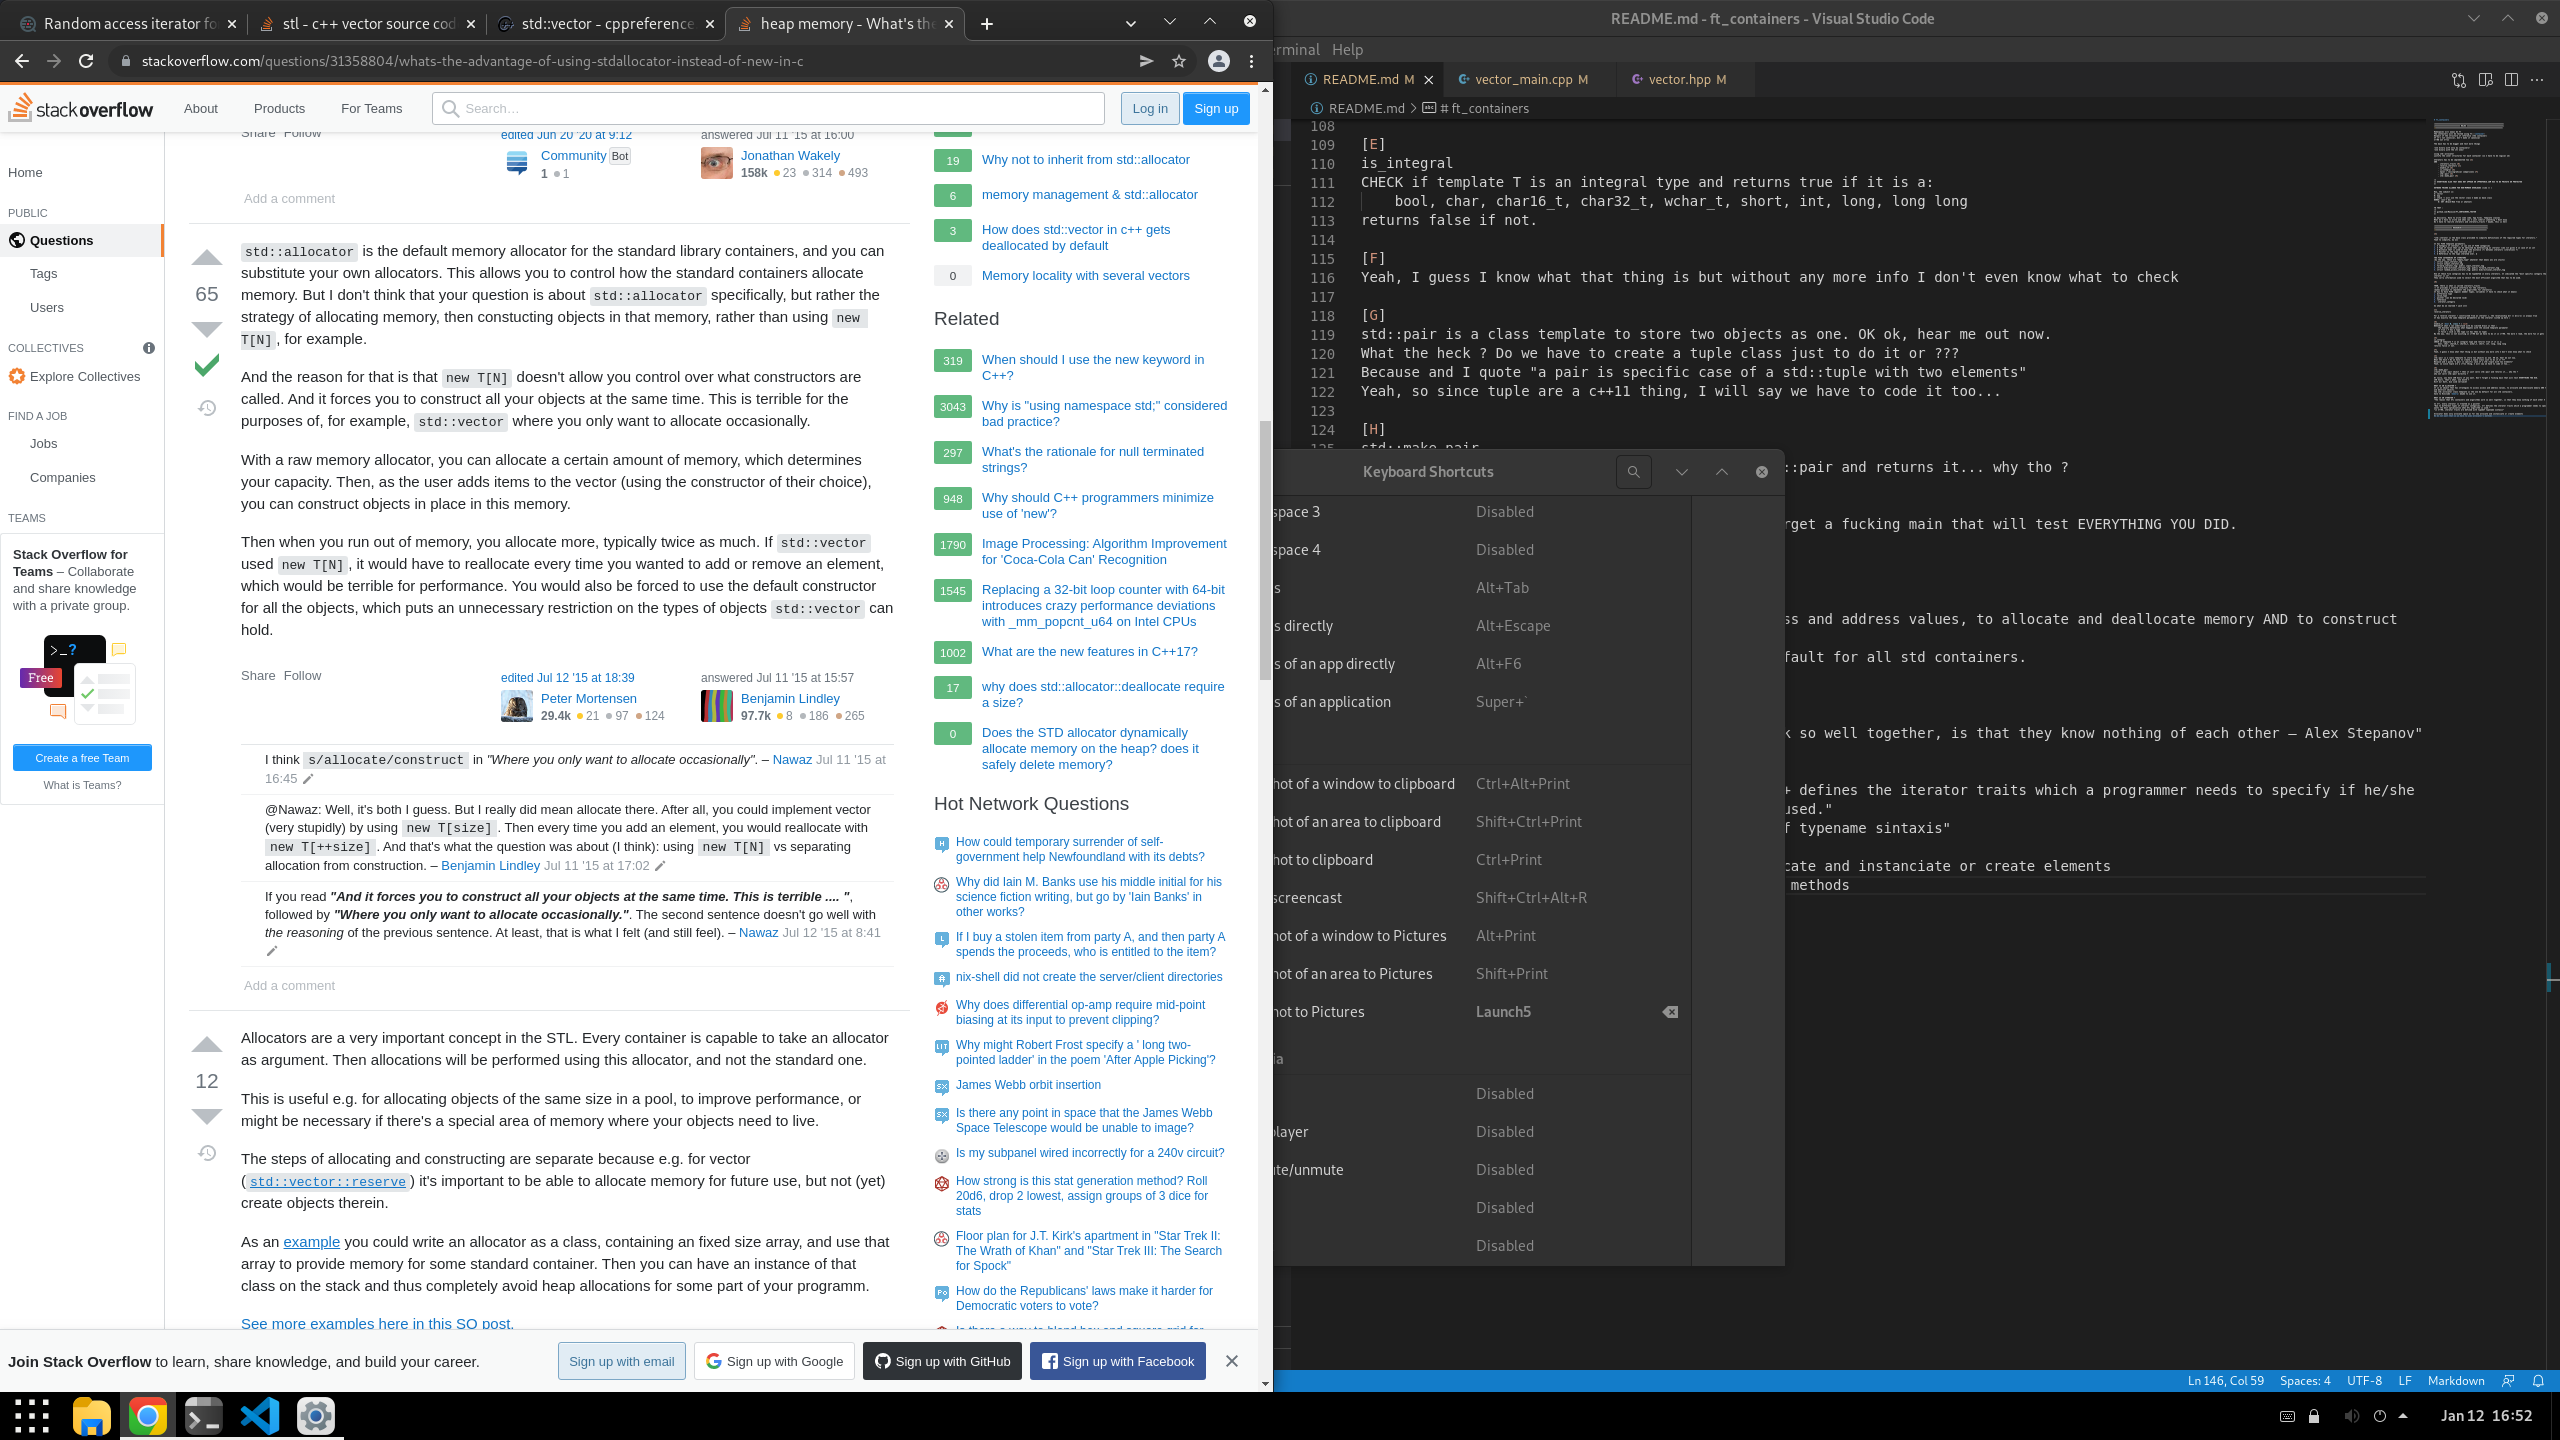 Random access iterator fo
stl - c++ vector source cod
std::vector - cppreference.
heap memory - What's the
stackoverflow.com/questions/31358804/whats-the-advantage-of-using-stdallocator-instead-of-new-in-c
stackoverflow
About
Products
For Teams
Search…
Log in
Sign up
Home
PUBLIC
Questions
Tags
Users
COLLECTIVES
Explore Collectives
FIND A JOB
Jobs
Companies
TEAMS
Stack Overflow for
Teams – Collaborate
and share knowledge
with a private group.
Free
Create a free Team
What is Teams?
Share Follow
edited Jun 20 '20 at 9:12
Community Bot
1 1
answered Jul 11 '15 at 16:00
Jonathan Wakely
158k 23 314 493
Add a comment
65
std::allocator is the default memory allocator for the standard library containers, and you can
substitute your own allocators. This allows you to control how the standard containers allocate
memory. But I don't think that your question is about std::allocator specifically, but rather the
strategy of allocating memory, then constucting objects in that memory, rather than using new
T[N], for example.
And the reason for that is that new T[N] doesn't allow you control over what constructors are
called. And it forces you to construct all your objects at the same time. This is terrible for the
purposes of, for example, std::vector where you only want to allocate occasionally.
With a raw memory allocator, you can allocate a certain amount of memory, which determines
your capacity. Then, as the user adds items to the vector (using the constructor of their choice),
you can construct objects in place in this memory.
Then when you run out of memory, you allocate more, typically twice as much. If std::vector
used new T[N], it would have to reallocate every time you wanted to add or remove an element,
which would be terrible for performance. You would also be forced to use the default constructor
for all the objects, which puts an unnecessary restriction on the types of objects std::vector can
hold.
Share Follow
edited Jul 12 '15 at 18:39
Peter Mortensen
29.4k 21 97 124
answered Jul 11 '15 at 15:57
Benjamin Lindley
97.7k 8 186 265
I think s/allocate/construct in "Where you only want to allocate occasionally". – Nawaz Jul 11 '15 at
16:45
@Nawaz: Well, it's both I guess. But I really did mean allocate there. After all, you could implement vector
(very stupidly) by using new T[size]. Then every time you add an element, you would reallocate with
new T[++size]. And that's what the question was about (I think): using new T[N] vs separating
allocation from construction. – Benjamin Lindley Jul 11 '15 at 17:02
If you read "And it forces you to construct all your objects at the same time. This is terrible .... ",
followed by "Where you only want to allocate occasionally.". The second sentence doesn't go well with
the reasoning of the previous sentence. At least, that is what I felt (and still feel). – Nawaz Jul 12 '15 at 8:41
Add a comment
12
Allocators are a very important concept in the STL. Every container is capable to take an allocator
as argument. Then allocations will be performed using this allocator, and not the standard one.
This is useful e.g. for allocating objects of the same size in a pool, to improve performance, or
might be necessary if there's a special area of memory where your objects need to live.
The steps of allocating and constructing are separate because e.g. for vector
(std::vector::reserve) it's important to be able to allocate memory for future use, but not (yet)
create objects therein.
As an example you could write an allocator as a class, containing an fixed size array, and use that
array to provide memory for some standard container. Then you can have an instance of that
class on the stack and thus completely avoid heap allocations for some part of your programm.
See more examples here in this SO post.
19 Why not to inherit from std::allocator
6 memory management & std::allocator
3 How does std::vector in c++ gets
deallocated by default
0 Memory locality with several vectors
Related
319 When should I use the new keyword in
C++?
3043 Why is "using namespace std;" considered
bad practice?
297 What's the rationale for null terminated
strings?
948 Why should C++ programmers minimize
use of 'new'?
1790 Image Processing: Algorithm Improvement
for 'Coca-Cola Can' Recognition
1545 Replacing a 32-bit loop counter with 64-bit
introduces crazy performance deviations
with _mm_popcnt_u64 on Intel CPUs
1002 What are the new features in C++17?
17 why does std::allocator::deallocate require
a size?
0 Does the STD allocator dynamically
allocate memory on the heap? does it
safely delete memory?
Hot Network Questions
How could temporary surrender of self-
government help Newfoundland with its debts?
Why did Iain M. Banks use his middle initial for his
science fiction writing, but go by 'Iain Banks' in
other works?
If I buy a stolen item from party A, and then party A
spends the proceeds, who is entitled to the item?
nix-shell did not create the server/client directories
Why does differential op-amp require mid-point
biasing at its input to prevent clipping?
Why might Robert Frost specify a ' long two-
pointed ladder' in the poem 'After Apple Picking'?
James Webb orbit insertion
Is there any point in space that the James Webb
Space Telescope would be unable to image?
Is my subpanel wired incorrectly for a 240v circuit?
How strong is this stat generation method? Roll
20d6, drop 2 lowest, assign groups of 3 dice for
stats
Floor plan for J.T. Kirk's apartment in "Star Trek II:
The Wrath of Khan" and "Star Trek III: The Search
for Spock"
How do the Republicans' laws make it harder for
Democratic voters to vote?
Join Stack Overflow to learn, share knowledge, and build your career.
Sign up with email
Sign up with Google
Sign up with GitHub
Sign up with Facebook
README.md - ft_containers - Visual Studio Code
erminal Help
README.md M
vector_main.cpp M
vector.hpp M
README.md > # ft_containers
108
109 [E]
110 is_integral
111 CHECK if template T is an integral type and returns true if it is a:
112 bool, char, char16_t, char32_t, wchar_t, short, int, long, long long
113 returns false if not.
114
115 [F]
116 Yeah, I guess I know what that thing is but without any more info I don't even know what to check
117
118 [G]
119 std::pair is a class template to store two objects as one. OK ok, hear me out now.
120 What the heck ? Do we have to create a tuple class just to do it or ???
121 Because and I quote "a pair is specific case of a std::tuple with two elements"
122 Yeah, so since tuple are a c++11 thing, I will say we have to code it too...
123
124 [H]
125 std::make_pair
::pair and returns it... why tho ?
rget a fucking main that will test EVERYTHING YOU DID.
ss and address values, to allocate and deallocate memory AND to construct
fault for all std containers.
k so well together, is that they know nothing of each other – Alex Stepanov"
+ defines the iterator traits which a programmer needs to specify if he/she
used."
f typename sintaxis"
cate and instanciate or create elements
methods
Keyboard Shortcuts
space 3 Disabled
space 4 Disabled
s Alt+Tab
s directly Alt+Escape
s of an app directly Alt+F6
s of an application Super+`
hot of a window to clipboard Ctrl+Alt+Print
hot of an area to clipboard Shift+Ctrl+Print
hot to clipboard Ctrl+Print
screencast Shift+Ctrl+Alt+R
hot of a window to Pictures Alt+Print
hot of an area to Pictures Shift+Print
hot to Pictures Launch5
ia
Disabled
player Disabled
ute/unmute Disabled
Disabled
Disabled
Ln 146, Col 59 Spaces: 4 UTF-8 LF Markdown
Jan 12 16:52